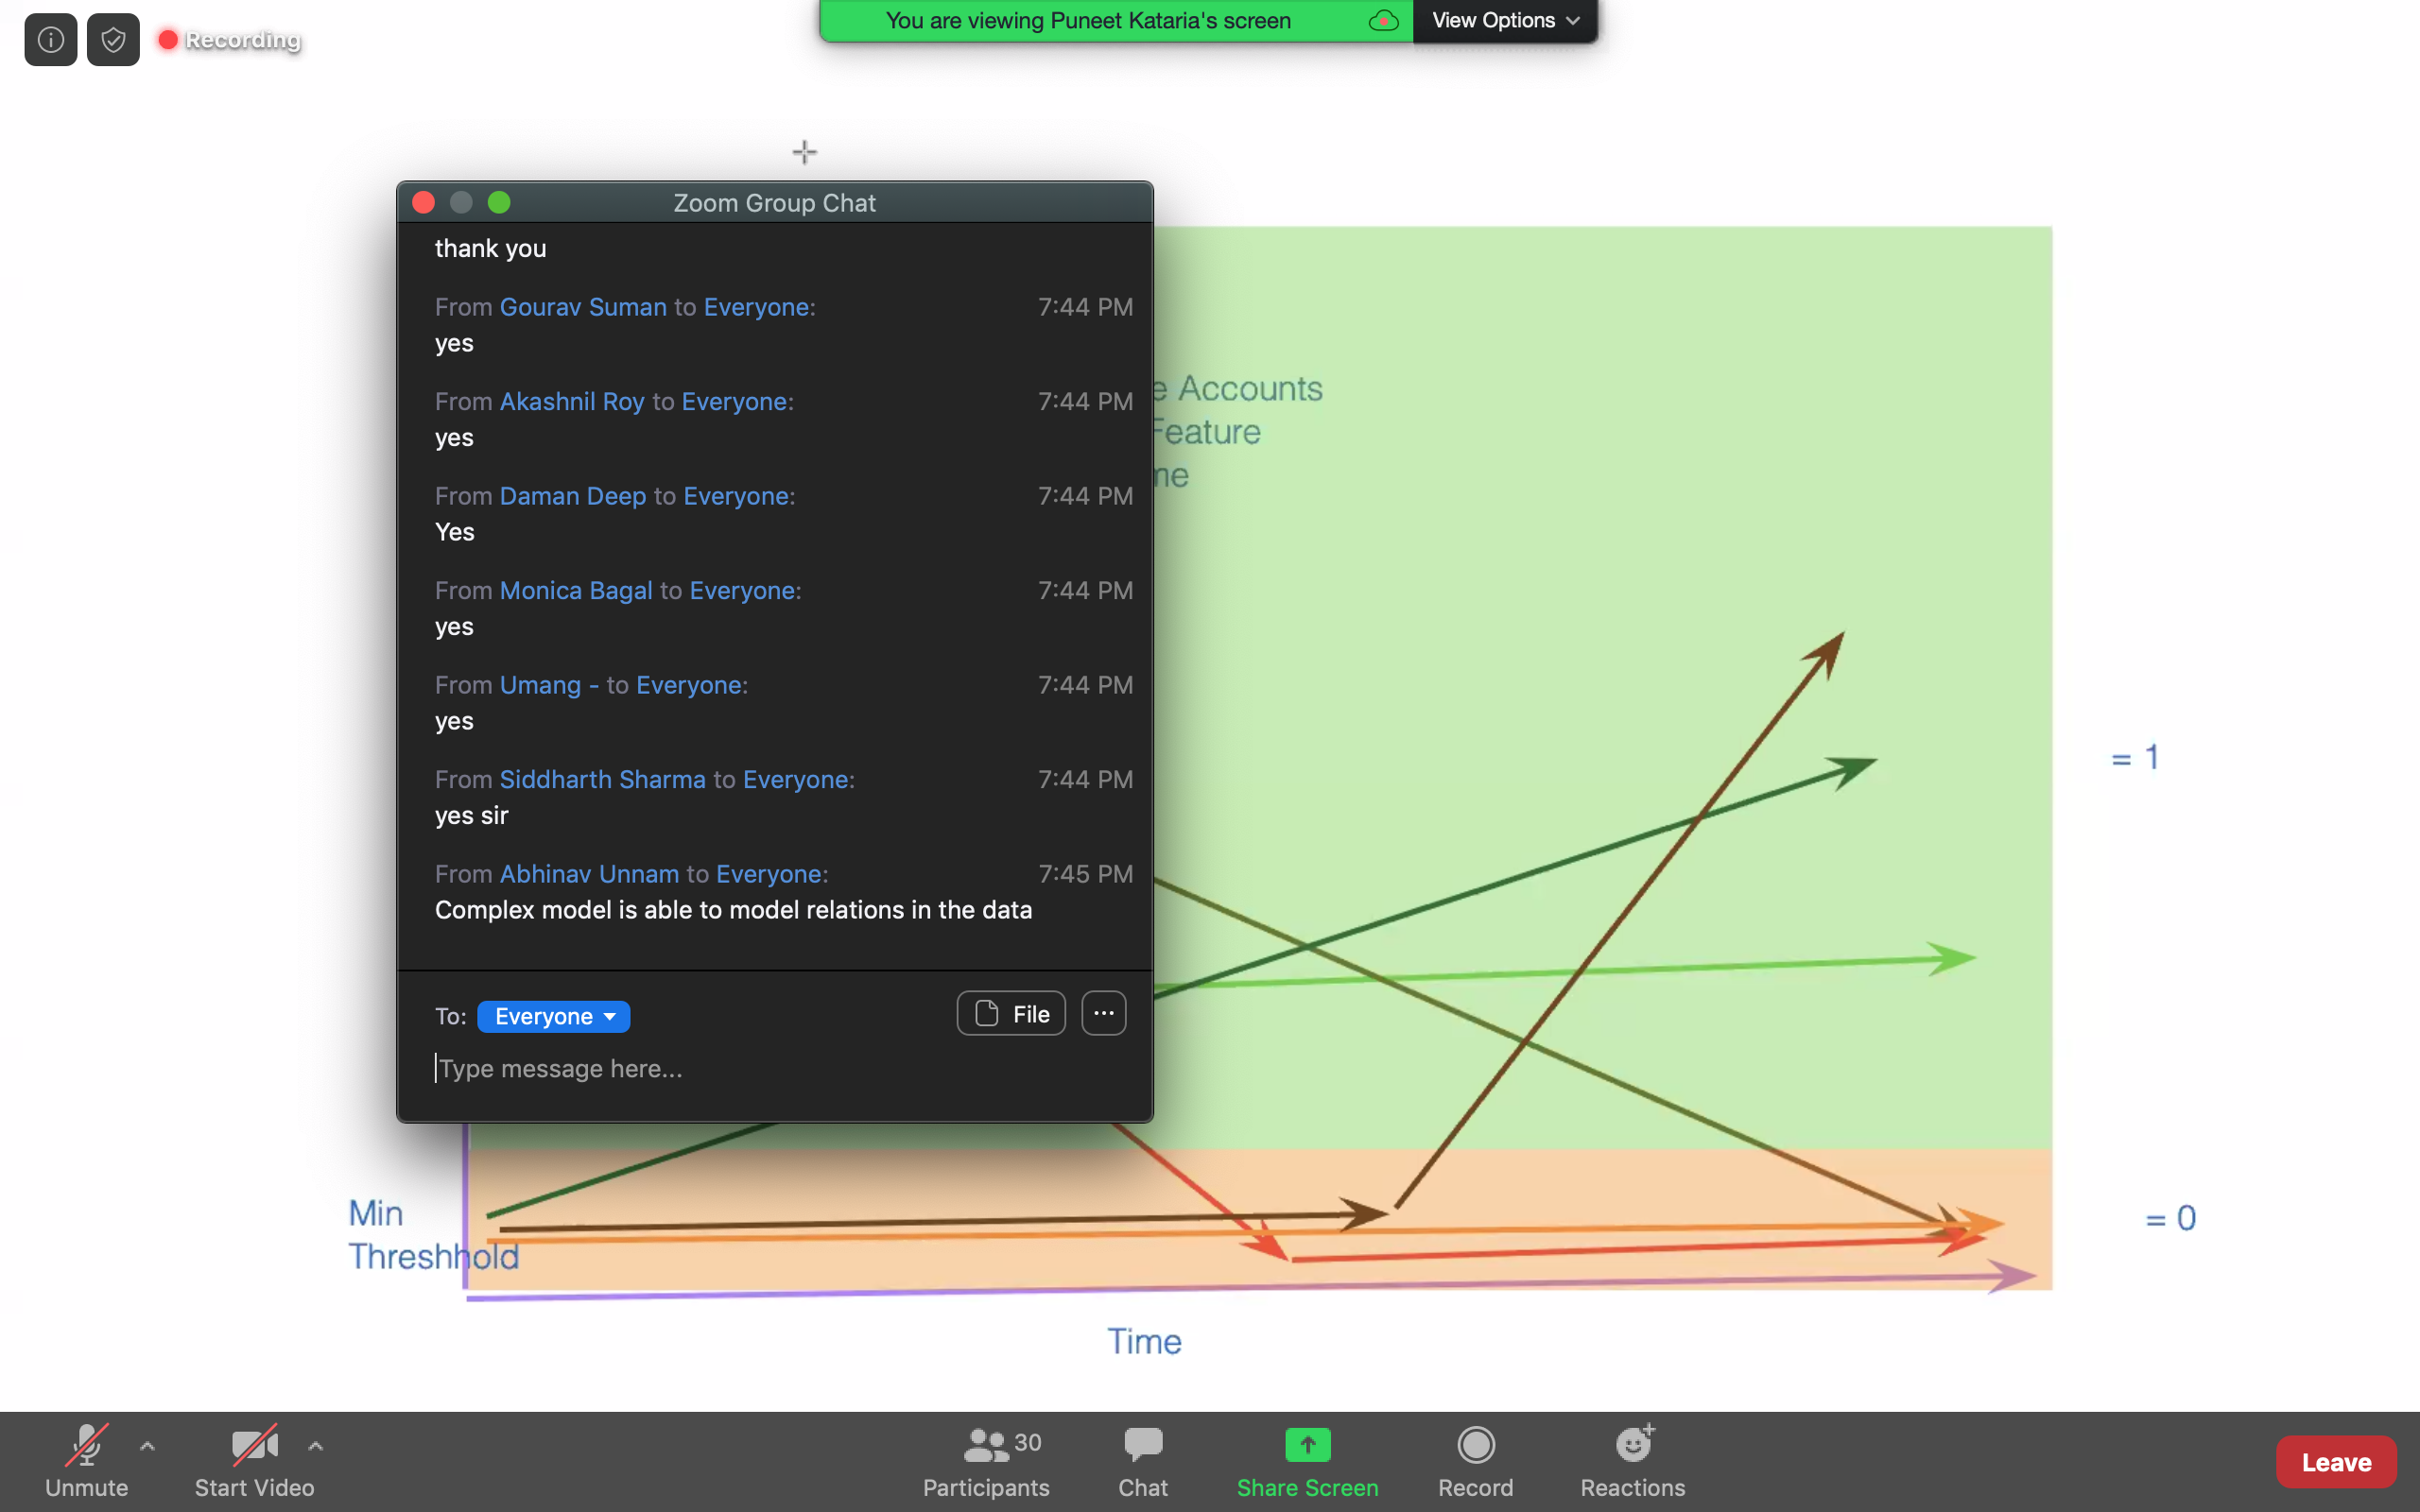 Recording
You are viewing Puneet Kataria's screen
View Options
Zoom Group Chat
thank you
From Gourav Suman to Everyone: 7:44 PM
yes
From Akashnil Roy to Everyone: 7:44 PM
yes
From Daman Deep to Everyone: 7:44 PM
Yes
From Monica Bagal to Everyone: 7:44 PM
yes
From Umang - to Everyone: 7:44 PM
yes
From Siddharth Sharma to Everyone: 7:44 PM
yes sir
From Abhinav Unnam to Everyone: 7:45 PM
Complex model is able to model relations in the data
To: Everyone
File
Type message here...
e Accounts
Feature
me
= 1
= 0
Min
Threshhold
Time
Unmute
Start Video
30
Participants
Chat
Share Screen
Record
Reactions
Leave